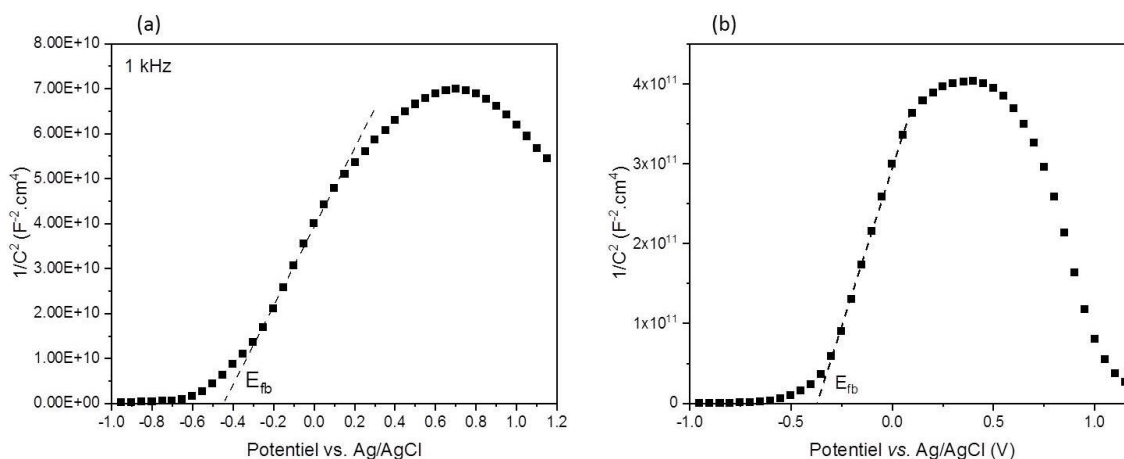 (a)
1 kHz
8.00E+10
7.00E+10
6.00E+10
5.00E+10
4.00E+10
3.00E+10
2.00E+10
1.00E+10
0.00E+00
1/C² (F⁻².cm⁴)
E_fb
-1.0 -0.8 -0.6 -0.4 -0.2 0.0 0.2 0.4 0.6 0.8 1.0 1.2
Potentiel vs. Ag/AgCl
(b)
4x10¹¹
3x10¹¹
2x10¹¹
1x10¹¹
0
1/C² (F⁻².cm⁴)
E_fb
-1.0 -0.5 0.0 0.5 1.0
Potentiel vs. Ag/AgCl (V)